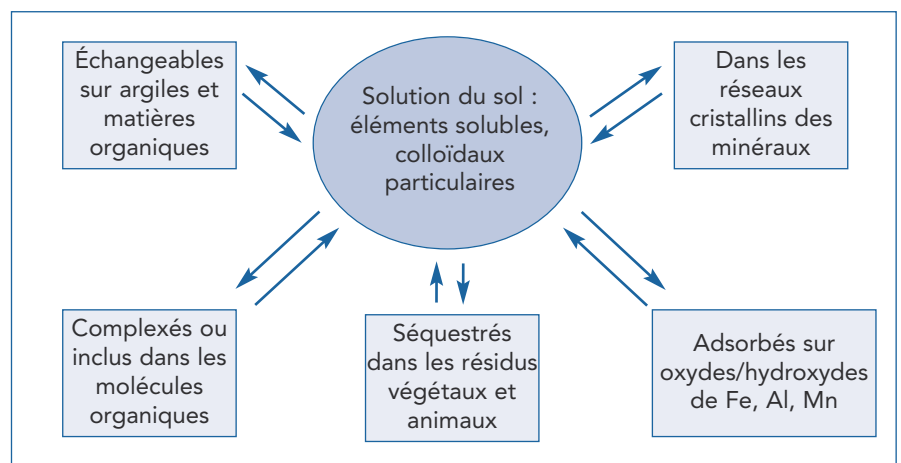 Échangeables
sur argiles et
matières
organiques
Solution du sol :
éléments solubles,
colloïdaux
particulaires
Dans les
réseaux
cristallins des
minéraux
Complexés ou
inclus dans les
molécules
organiques
Séquestrés
dans les résidus
végétaux et
animaux
Adsorbés sur
oxydes/hydroxydes
de Fe, Al, Mn